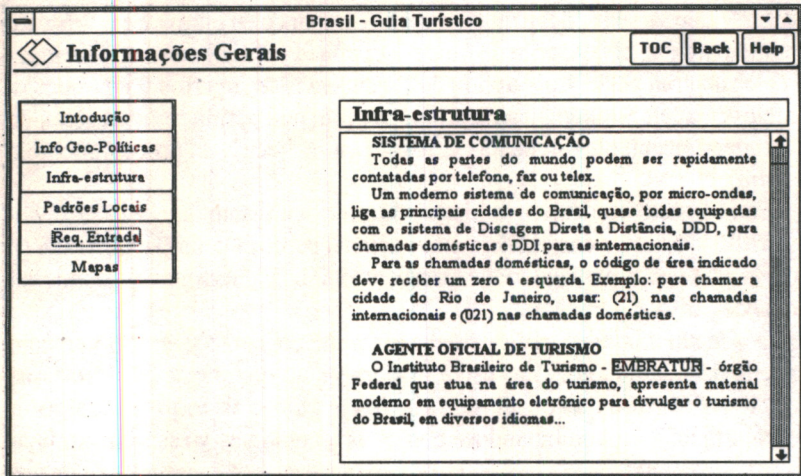 Brasil - Guia Turístico
Informações Gerais
TOC Back Help
Intodução
Info Geo-Políticas
Infra-estrutura
Padrões Locais
Req. Entrada
Mapas
Infra-estrutura
SISTEMA DE COMUNICAÇÃO
Todas as partes do mundo podem ser rapidamente
contatadas por telefone, fax ou telex.
Um moderno sistema de comunicação, por micro-ondas,
liga as principais cidades do Brasil, quase todas equipadas
com o sistema de Discagem Direta a Distância, DDD, para
chamadas domésticas e DDI para as internacionais.
Para as chamadas domésticas, o código de área indicado
deve receber um zero a esquerda. Exemplo: para chamar a
cidade do Rio de Janeiro, usar: (21) nas chamadas
internacionais e (021) nas chamadas domésticas.
AGENTE OFICIAL DE TURISMO
O Instituto Brasileiro de Turismo - EMBRATUR - órgão
Federal que atua na área do turismo, apresenta material
moderno em equipamento eletrônico para divulgar o turismo
do Brasil, em diversos idiomas...